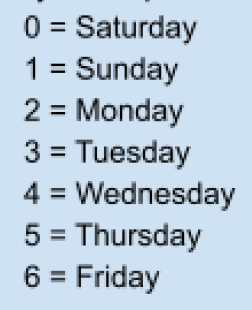 0 = Saturday
1 = Sunday
2 = Monday
3 = Tuesday
4 = Wednesday
5 = Thursday
6 = Friday